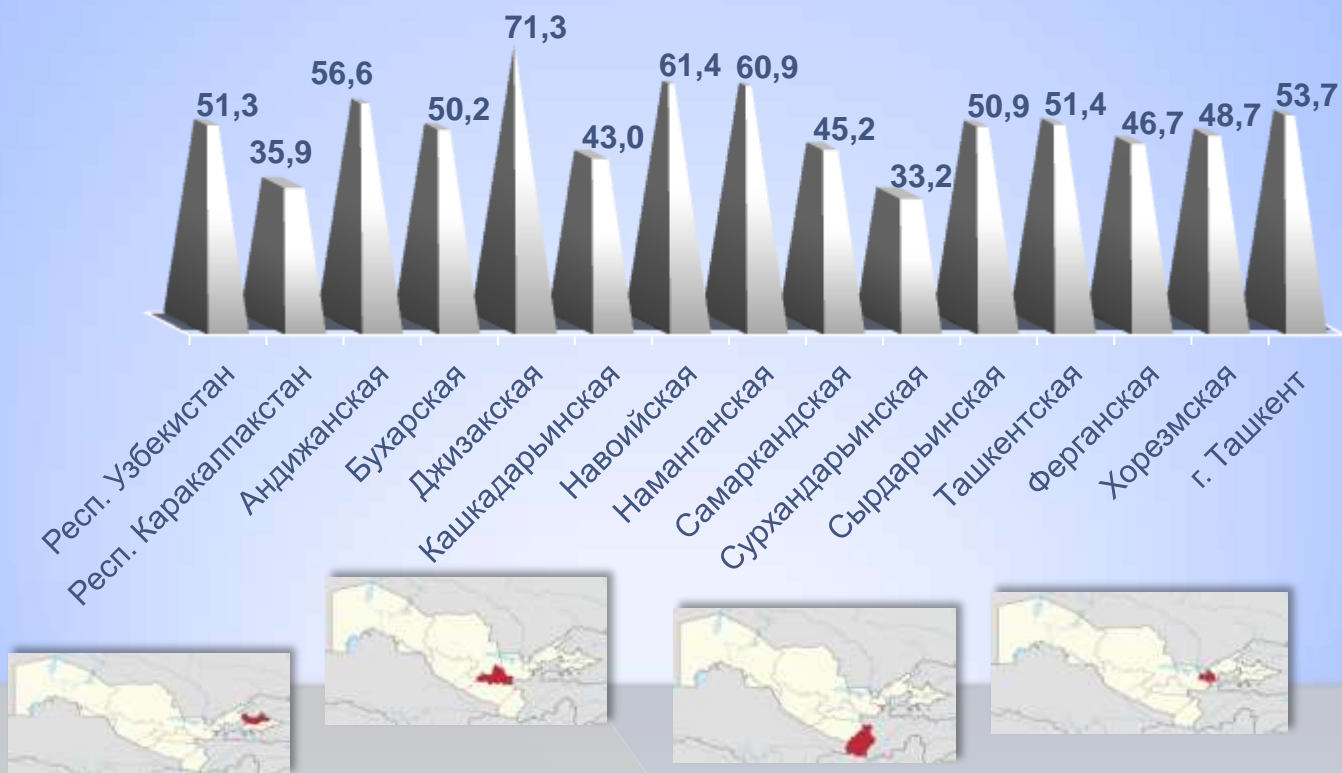 51,3
35,9
56,6
50,2
71,3
43,0
61,4
60,9
45,2
33,2
50,9
51,4
46,7
48,7
53,7
Респ. Узбекистан
Респ. Каракалпакстан
Андижанская
Бухарская
Джизакская
Кашкадарьинская
Навоийская
Наманганская
Самаркандская
Сурхандарьинская
Сырдарьинская
Ташкентская
Ферганская
Хорезмская
г. Ташкент